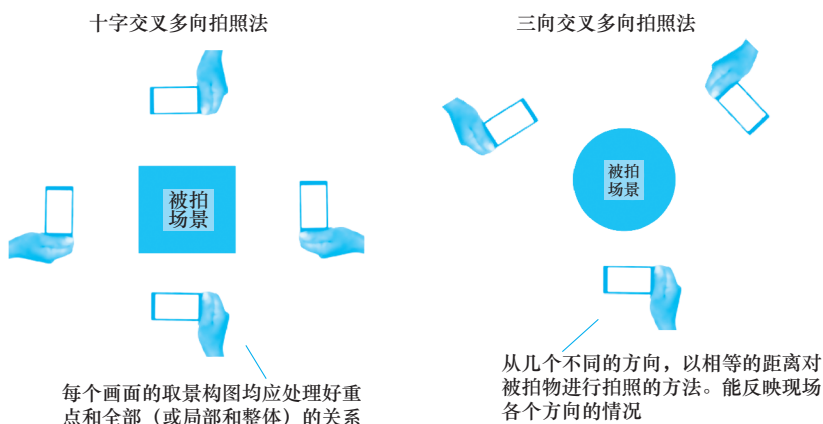 十字交叉多向拍照法
三向交叉多向拍照法
被拍
场景
被拍
场景
每个画面的取景构图均应处理好重
点和全部（或局部和整体）的关系
从几个不同的方向，以相等的距离对
被拍物进行拍照的方法。能反映现场
各个方向的情况